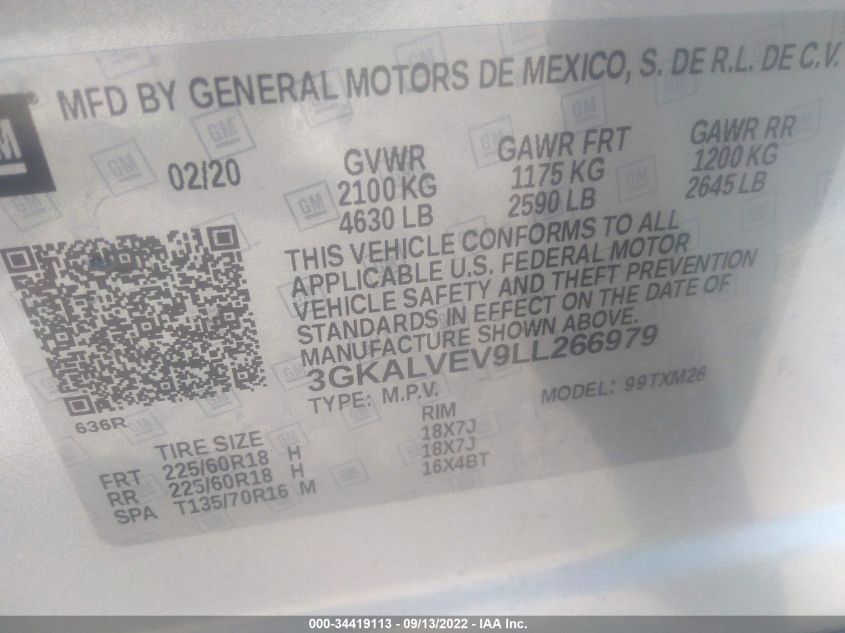 MFD BY GENERAL MOTORS DE MEXICO, S. DE R.L. DE C.V.
GM ®
02/20
GVWR GAWR FRT GAWR RR
2100 KG 1175 KG 1200 KG
4630 LB 2590 LB 2645 LB
THIS VEHICLE CONFORMS TO ALL
APPLICABLE U.S. FEDERAL MOTOR
VEHICLE SAFETY AND THEFT PREVENTION
STANDARDS IN EFFECT ON THE DATE OF
MANUFACTURE SHOWN ABOVE.
3GKALVEV9LL266979
TYPE: M.P.V. MODEL: 99TXM26
636R
TIRE SIZE RIM
FRT 225/60R18 H 18X7J
RR 225/60R18 H 18X7J
SPA T135/70R16 M 16X4BT
000-34419113 - 09/13/2022 - IAA Inc.